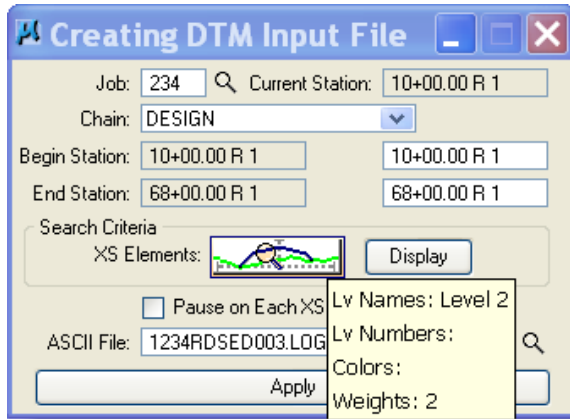 Creating DTM Input File
Job: 234 Current Station: 10+00.00 R 1
Chain: DESIGN
Begin Station: 10+00.00 R 1 10+00.00 R 1
End Station: 68+00.00 R 1 68+00.00 R 1
Search Criteria
XS Elements: Display
Pause on Each XS
ASCII File: 1234RDSED003.LOG
Apply
Lv Names: Level 2
Lv Numbers:
Colors:
Weights: 2